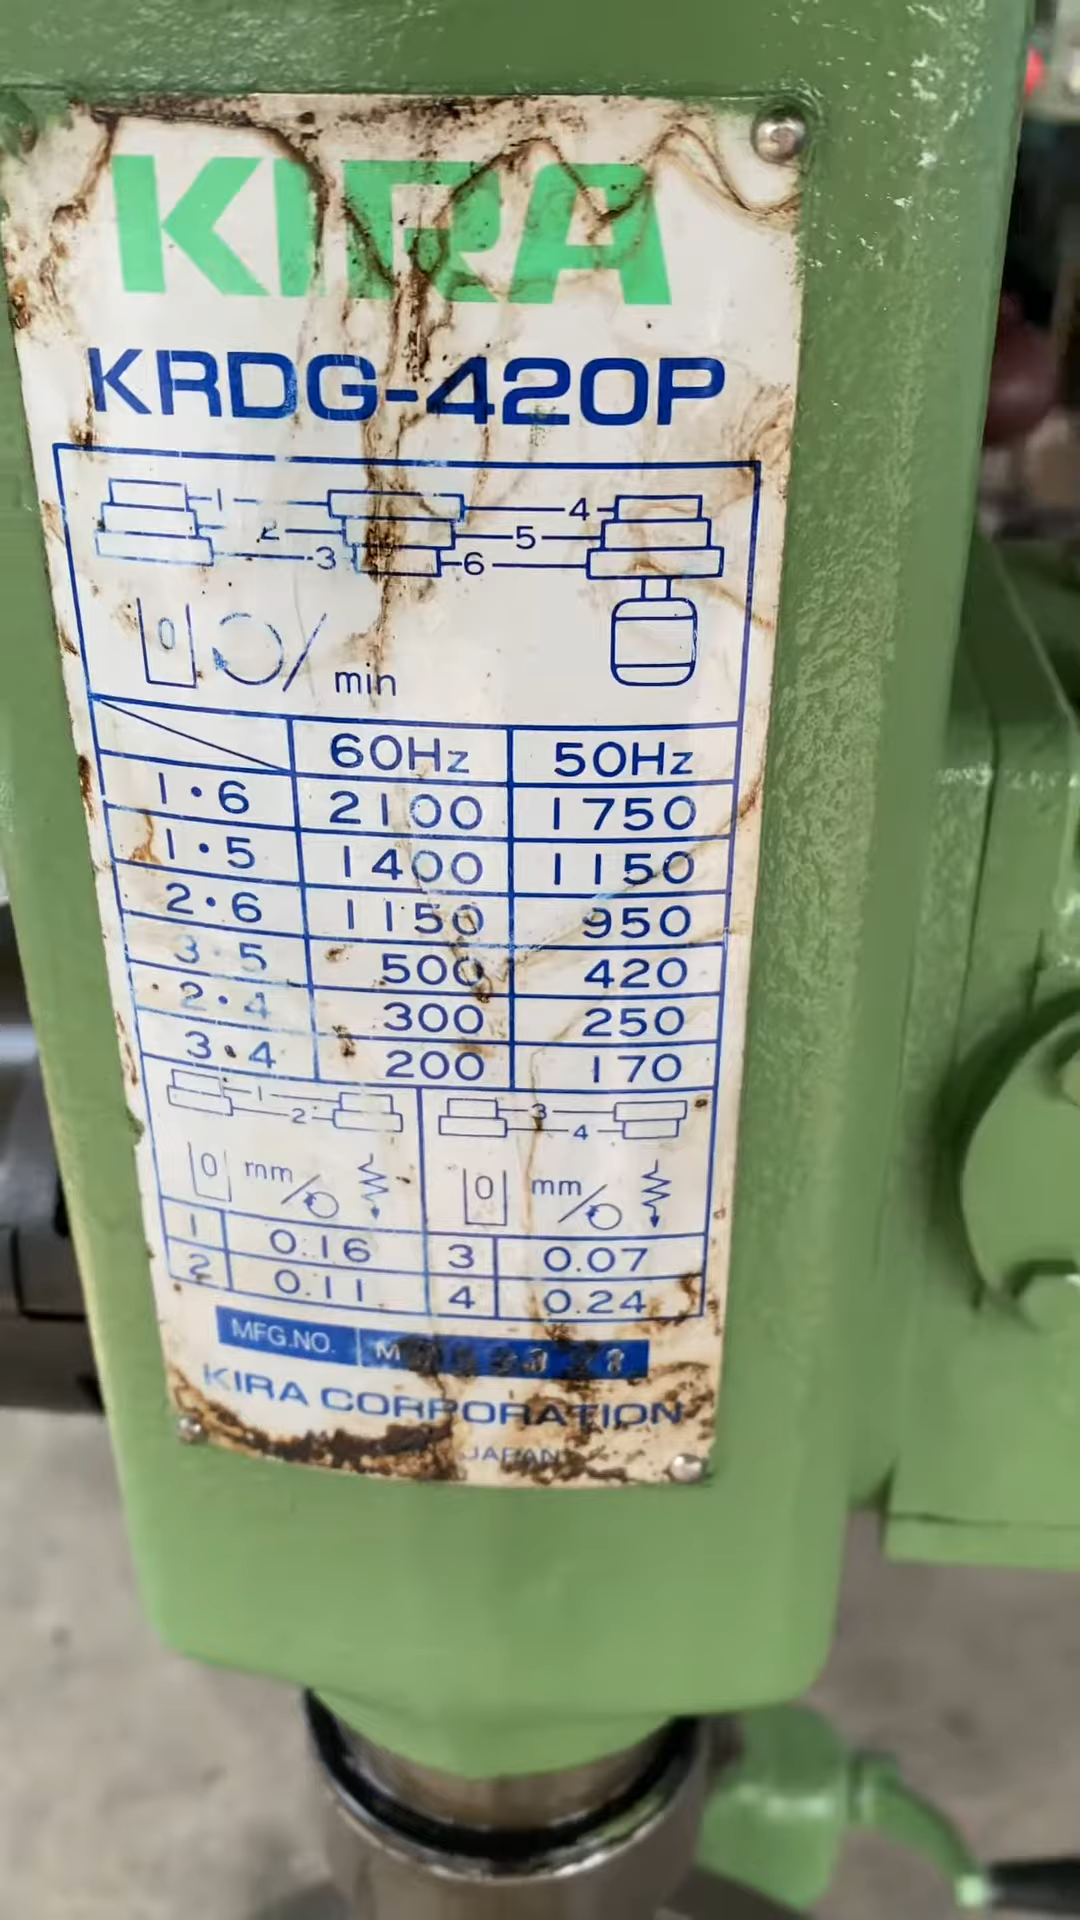 KIRA
KRDG-420P
1 4
2 5
3 6
0 / min
60Hz 50Hz
1・6 2100 1750
1・5 1400 1150
2・6 1150 950
3・5 500 420
2・4 300 250
3・4 200 170
1 3
2 4
0 mm/ 0 mm/
1 0.16 3 0.07
2 0.11 4 0.24
MFG.NO. M
KIRA CORPORATION
JAPAN